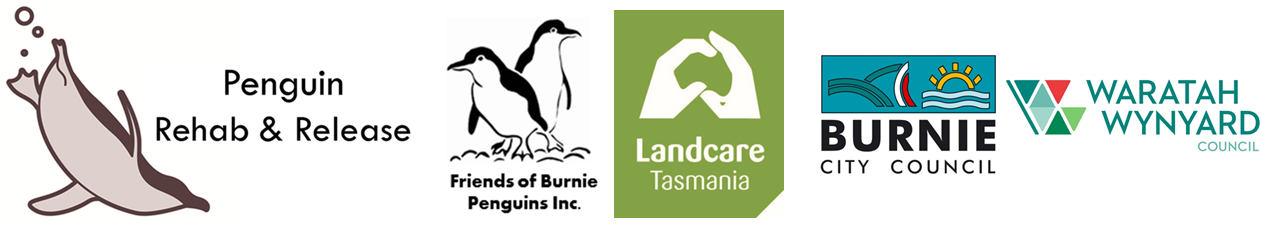 Penguin
Rehab & Release
Friends of Burnie
Penguins Inc.
Landcare
Tasmania
BURNIE
CITY COUNCIL
WARATAH
WYNYARD
COUNCIL